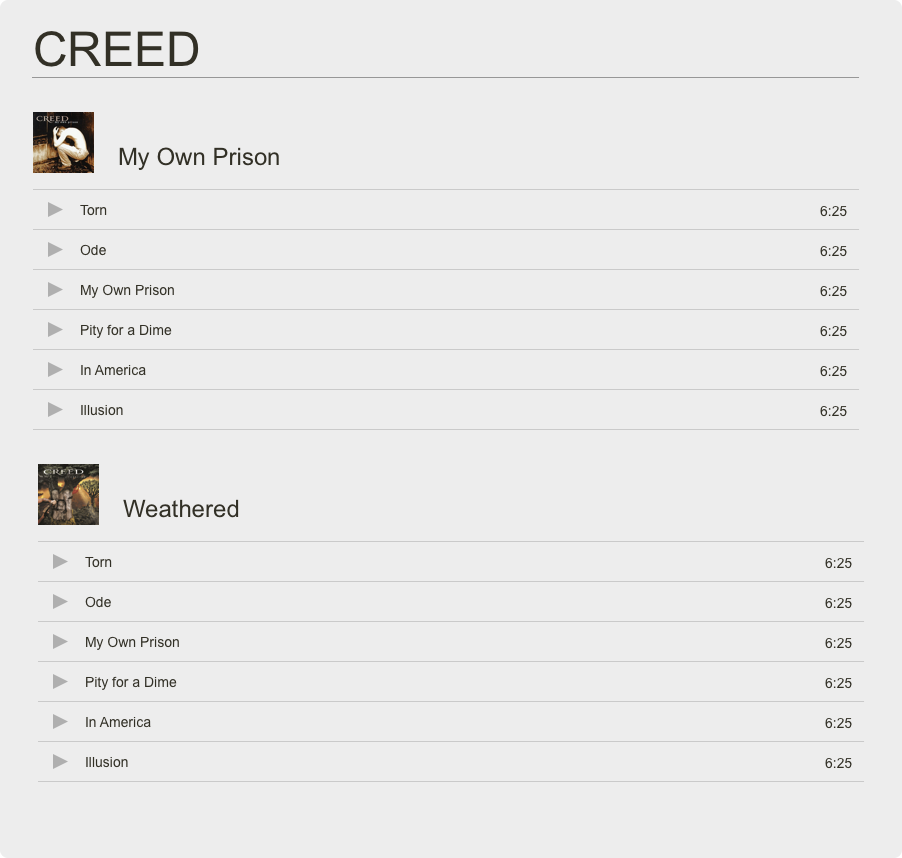 CREED
CREED
My Own Prison
Torn 6:25
Ode 6:25
My Own Prison 6:25
Pity for a Dime 6:25
In America 6:25
Illusion 6:25
CREED
Weathered
Torn 6:25
Ode 6:25
My Own Prison 6:25
Pity for a Dime 6:25
In America 6:25
Illusion 6:25